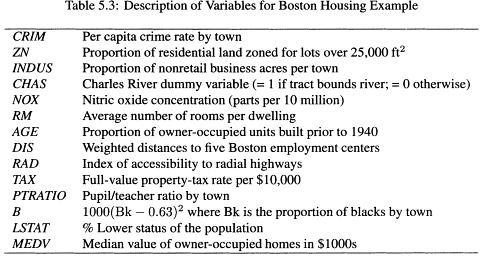 Table 5.3: Description of Variables for Boston Housing Example
CRIM Per capita crime rate by town
ZN Proportion of residential land zoned for lots over 25,000 ft²
INDUS Proportion of nonretail business acres per town
CHAS Charles River dummy variable (= 1 if tract bounds river; = 0 otherwise)
NOX Nitric oxide concentration (parts per 10 million)
RM Average number of rooms per dwelling
AGE Proportion of owner-occupied units built prior to 1940
DIS Weighted distances to five Boston employment centers
RAD Index of accessibility to radial highways
TAX Full-value property-tax rate per $10,000
PTRATIO Pupil/teacher ratio by town
B 1000(Bk − 0.63)² where Bk is the proportion of blacks by town
LSTAT % Lower status of the population
MEDV Median value of owner-occupied homes in $1000s